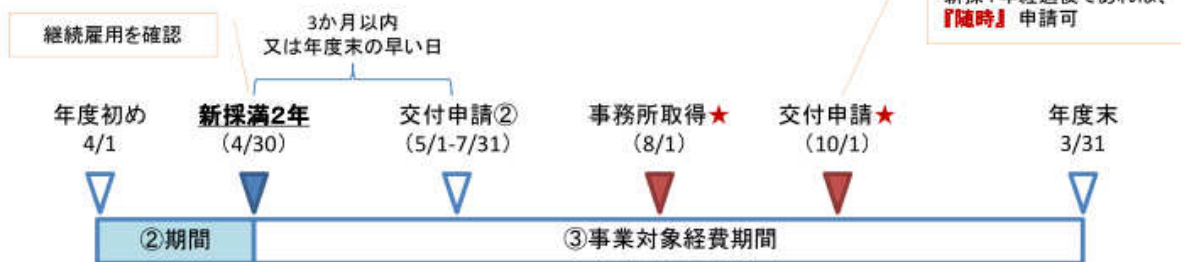 『随時』申請可
継続雇用を確認
3か月以内
又は年度末の早い日
年度初め
4/1
新採満2年
(4/30)
交付申請②
(5/1-7/31)
事務所取得★
(8/1)
交付申請★
(10/1)
年度末
3/31
②期間
③事業対象経費期間